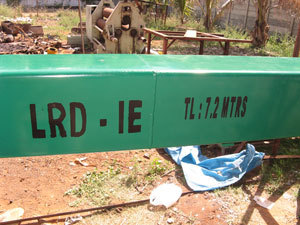 LRD - IE TL : 7.2 MTRS